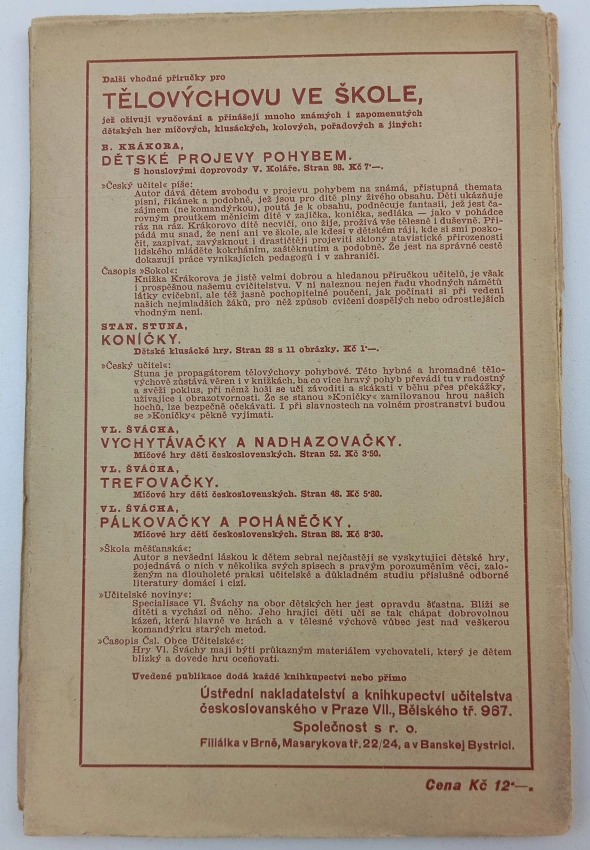 Další vhodné příručky pro
TĚLOVÝCHOVU VE ŠKOLE,
jež oživují vyučování a přinášejí mnoho známých i zapomenutých
dětských her míčových, klusáckých, kolových, pořadových a jiných:
B. KRÁKORA,
DĚTSKÉ PROJEVY POHYBEM.
S houslovými doprovody V. Koláře. Stran 98. Kč 7·—.
»Český učitel« píše:
Autor dává dětem svobodu v projevu pohybem na známá, přístupná themata
písní, říkánek a podobně, jež jsou pro dítě plny živého obsahu. Děti ukázňuje
zájmem (ne komandýrkou), poutá je k obsahu, podněcuje fantasii, jež jest ča-
rovným proutkem měnícím dítě v zajíčka, koníčka, sedláka — jako v pohádce
ráz na ráz. Krákorovo dítě necvičí, ono žije, prožívá vše tělesně i duševně. Při-
pádá mu snad, že není ani ve škole, ale kdesi v dětském ráji, kde si smí posko-
čit, zazpívat, zavýsknout i drastičtěji projeviti sklony atavistické přirozenosti
lidského mláděte kokrháním, zaštěknutím a podobně. Že jest na správné cestě
dokazují práce vynikajících pedagogů i v zahraničí.
Časopis »Sokol«:
Knížka Krákorova je jistě velmi dobrou a hledanou příručkou učitelů, je však
i prospěšnou našemu cvičitelstvu. V ní naleznou nejen řadu vhodných námětů
látky cvičební, ale též jasně pochopitelné poučení, jak počínati si při vedení
našich nejmladších žáků, pro něž způsob cvičení dospělých nebo odrostlejších
vhodným není.
STAN. STUNA,
KONÍČKY.
Dětské klusácké hry. Stran 28 s 11 obrázky. Kč 1·—.
»Český učitel«:
Stuna je propagátorem tělovýchovy pohybové. Této hybné a hromadné tělo-
výchově zůstává věren i v knížkách, ba co více hravý pohyb převádí tu v radostný
a svěží poklus, při němž hoši se učí závoditi a skákati v běhu přes překážky,
užívajíce i obrazotvornosti. Že se stanou »Koníčky« zamilovanou hrou našich
hochů, lze bezpečně očekávati. I při slavnostech na volném prostranství budou
se »Koníčky« pěkně vyjímati.
VL. ŠVÁCHA,
VYCHYTÁVAČKY A NADHAZOVAČKY.
Míčové hry dětí československých. Stran 52. Kč 3·50.
VL. ŠVÁCHA,
TREFOVAČKY.
Míčové hry dětí československých. Stran 48. Kč 5·80.
VL. ŠVÁCHA,
PÁLKOVAČKY A POHÁNĚČKY.
Míčové hry dětí československých. Stran 88. Kč 8·30.
»Škola měšťanská«:
Autor s nevšední láskou k dětem sebral nejčastěji se vyskytující dětské hry,
pojednává o nich v několika svých spisech s pravým porozuměním věci, zalo-
ženým na dlouholeté praksi učitelské a důkladném studiu příslušné odborné
literatury domácí i cizí.
»Učitelské noviny«:
Specialisace Vl. Šváchy na obor dětských her jest opravdu šťastna. Blíží se
dítěti a vychází od něho. Jeho hrající děti učí se tak chápat dobrovolnou
kázeň, která hlavně ve hrách a v tělesné výchově vůbec jest nad veškerou
komandýrku starých metod.
»Časopis Čsl. Obce Učitelské«:
Hry Vl. Šváchy mají býti průkazným materiálem vychovateli, který je dětem
blízký a dovede hru oceňovati.
Uvedené publikace dodá každé knihkupectví nebo přímo
Ústřední nakladatelství a knihkupectví učitelstva
československého v Praze VII., Bělského tř. 967.
Společnost s r. o.
Filiálka v Brně, Masarykova tř. 22/24, a v Banskej Bystrici.
Cena Kč 12·—.